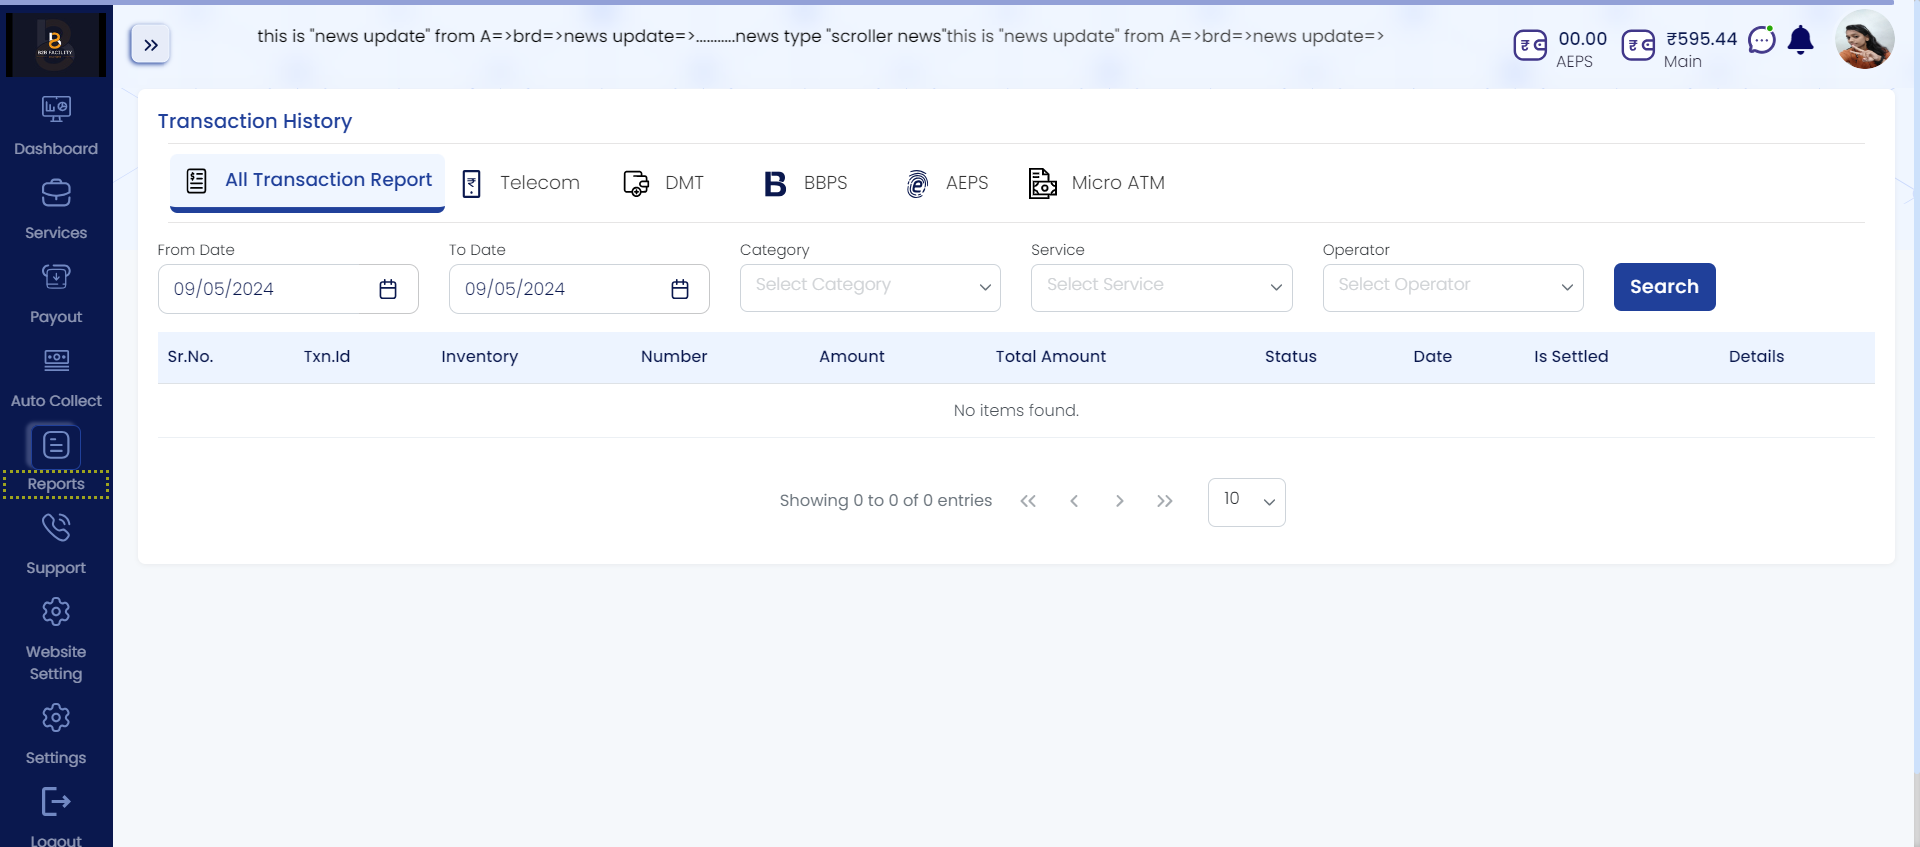 B2B FACILITY
this is "news update" from A=>brd=>news update=>...........news type "scroller news"this is "news update" from A=>brd=>news update=>
00.00
AEPS
₹595.44
Main
Dashboard
Services
Payout
Auto Collect
Reports
Support
Website
Setting
Settings
Logout
Transaction History
All Transaction Report
Telecom
DMT
BBPS
AEPS
Micro ATM
From Date
To Date
Category
Service
Operator
09/05/2024
09/05/2024
Select Category
Select Service
Select Operator
Search
Sr.No. Txn.Id Inventory Number Amount Total Amount Status Date Is Settled Details
No items found.
Showing 0 to 0 of 0 entries
10